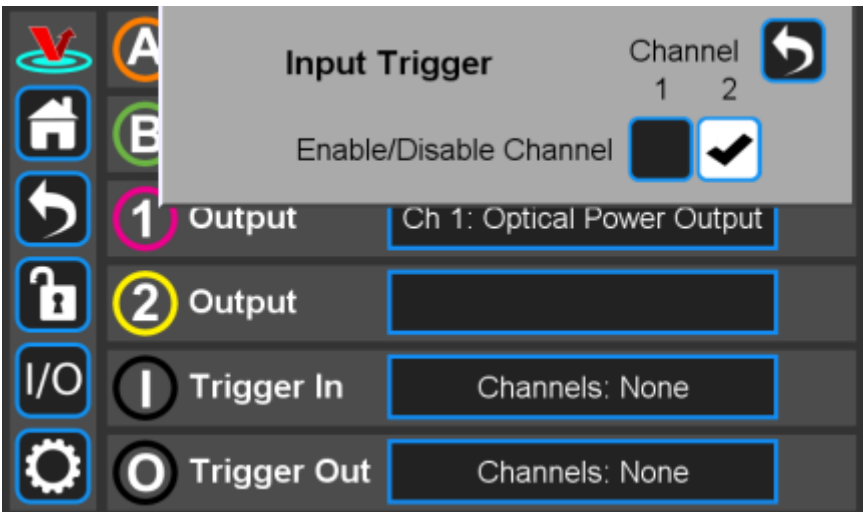 A
Input Trigger
Channel
1 2
B
Enable/Disable Channel
1 Output
Ch 1: Optical Power Output
2 Output
I/O
I Trigger In
Channels: None
O Trigger Out
Channels: None